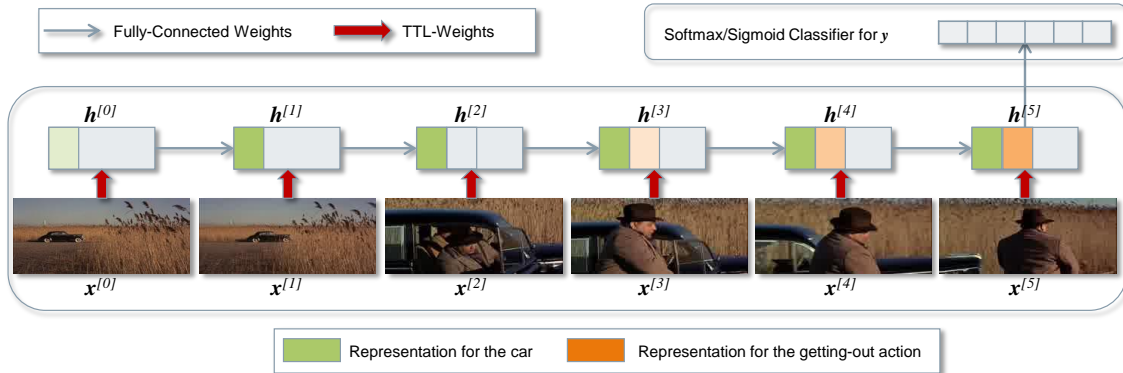 Fully-Connected Weights
TTL-Weights
Softmax/Sigmoid Classifier for y
h[0]
h[1]
h[2]
h[3]
h[4]
h[5]
x[0]
x[1]
x[2]
x[3]
x[4]
x[5]
Representation for the car
Representation for the getting-out action